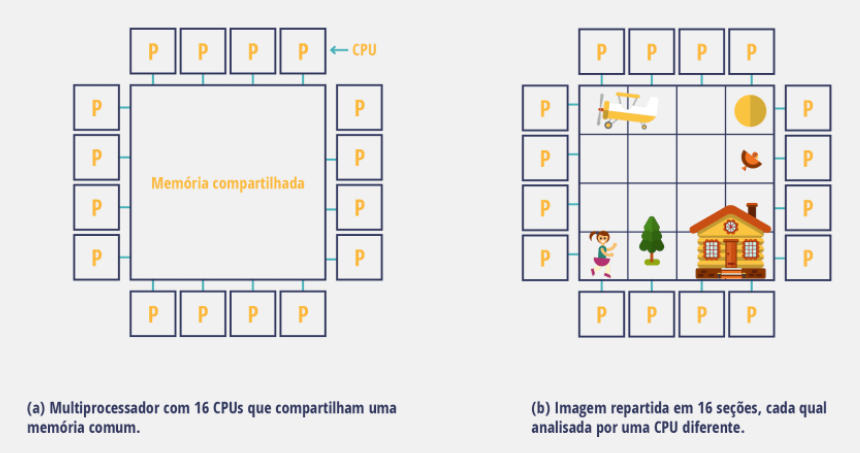 P P P P ← CPU
P P
P P
Memória compartilhada
P P
P P
P P P P
(a) Multiprocessador com 16 CPUs que compartilham uma
memória comum.
P P P P
P P
P P
P P
P P
P P P P
(b) Imagem repartida em 16 seções, cada qual
analisada por uma CPU diferente.